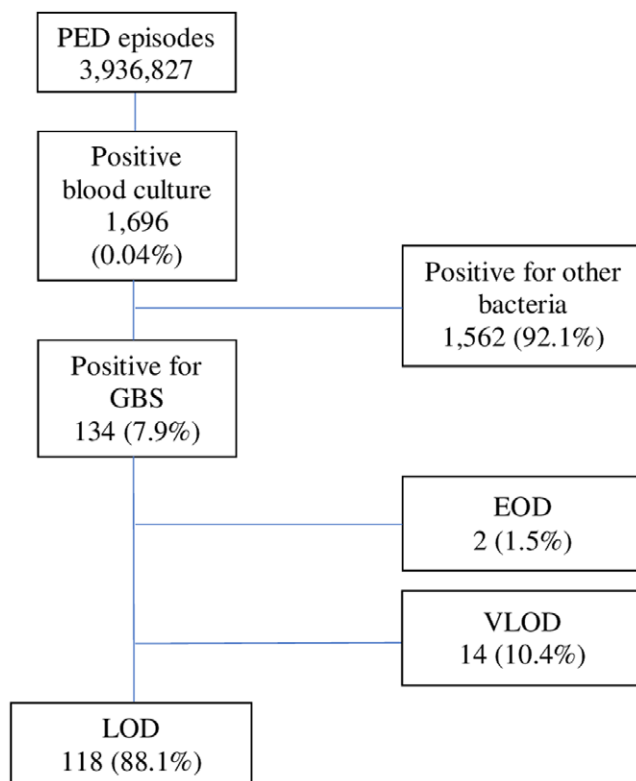 PED episodes
3,936,827
Positive
blood culture
1,696
(0.04%)
Positive for other
bacteria
1,562 (92.1%)
Positive for
GBS
134 (7.9%)
EOD
2 (1.5%)
VLOD
14 (10.4%)
LOD
118 (88.1%)